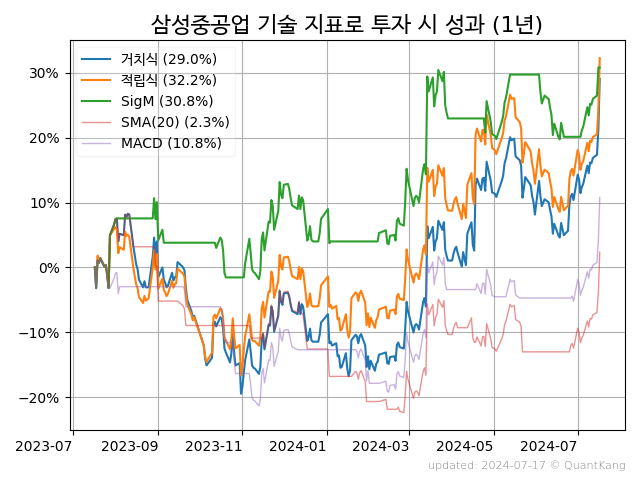 삼성중공업 기술 지표로 투자 시 성과 (1년)
거치식 (29.0%)
적립식 (32.2%)
SigM (30.8%)
SMA(20) (2.3%)
MACD (10.8%)
30%
20%
10%
0%
−10%
−20%
2023-07 2023-09 2023-11 2024-01 2024-03 2024-05 2024-07
updated: 2024-07-17 © QuantKang